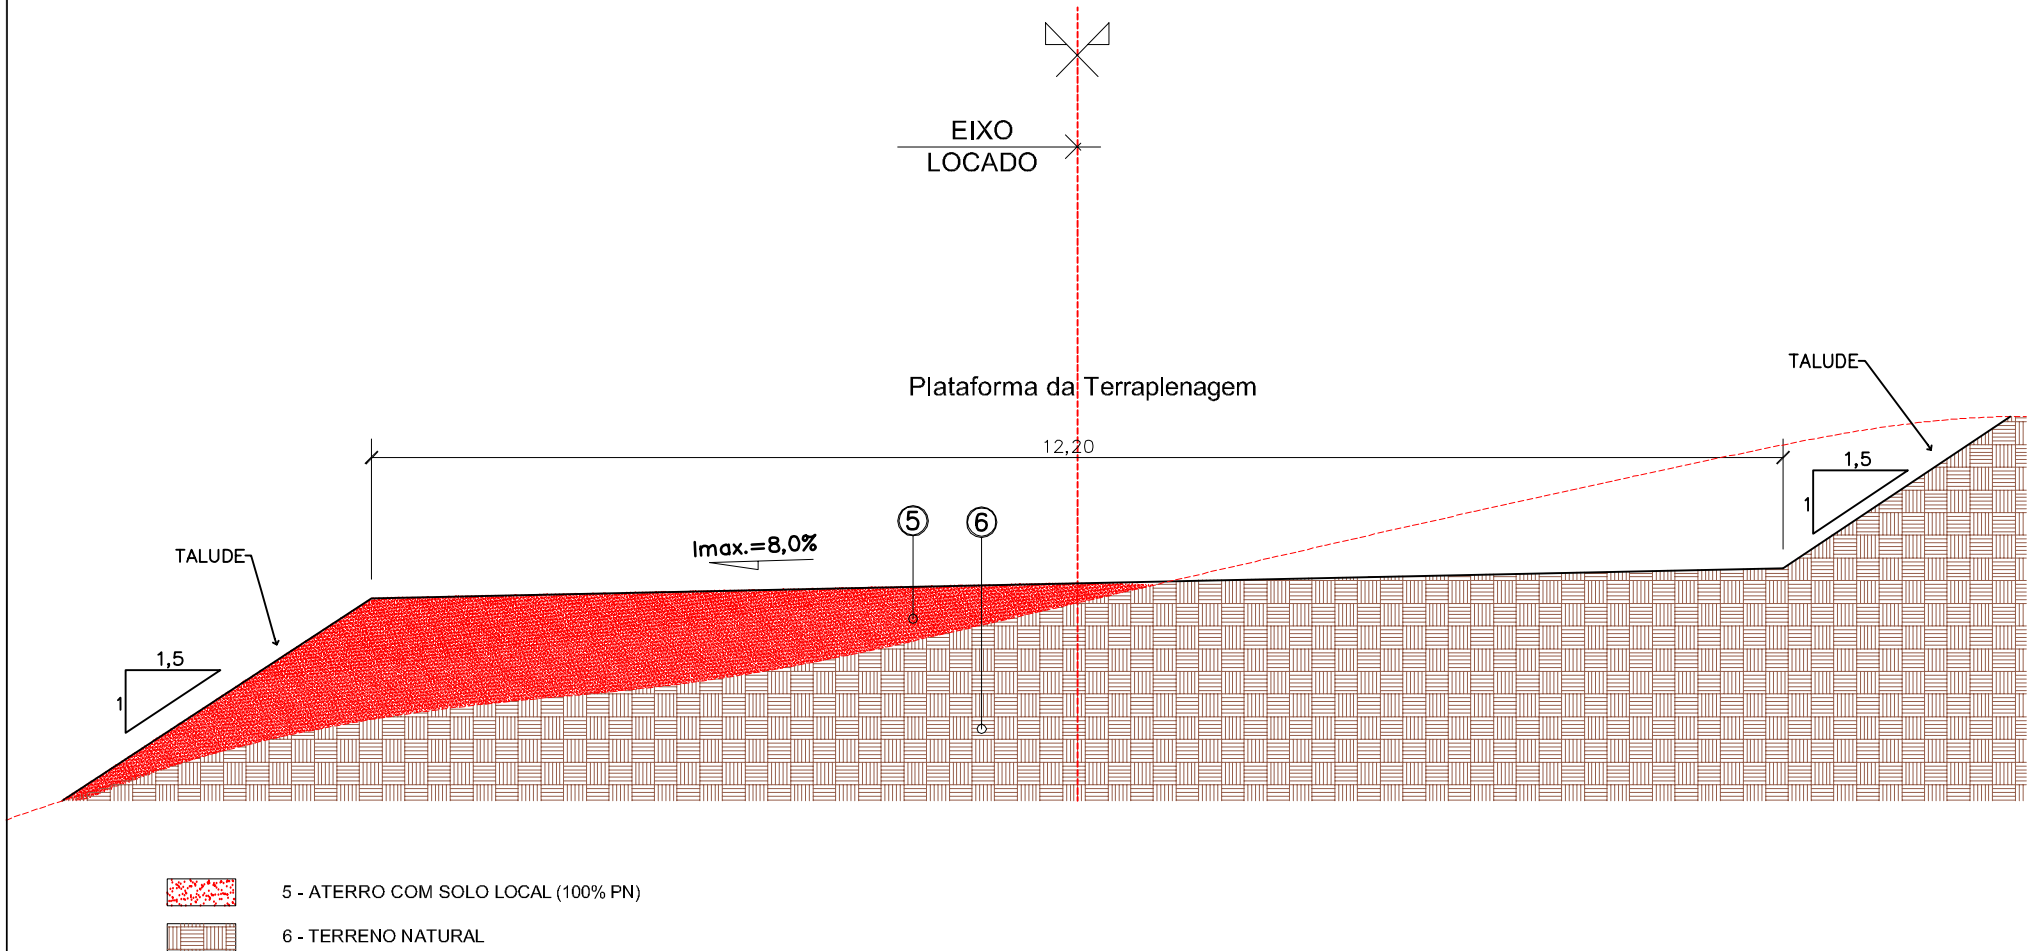 EIXO
LOCADO
Plataforma da Terraplenagem
TALUDE
12,20
1,5
1
5
6
Imax.=8,0%
TALUDE
1,5
1
5 - ATERRO COM SOLO LOCAL (100% PN)
6 - TERRENO NATURAL